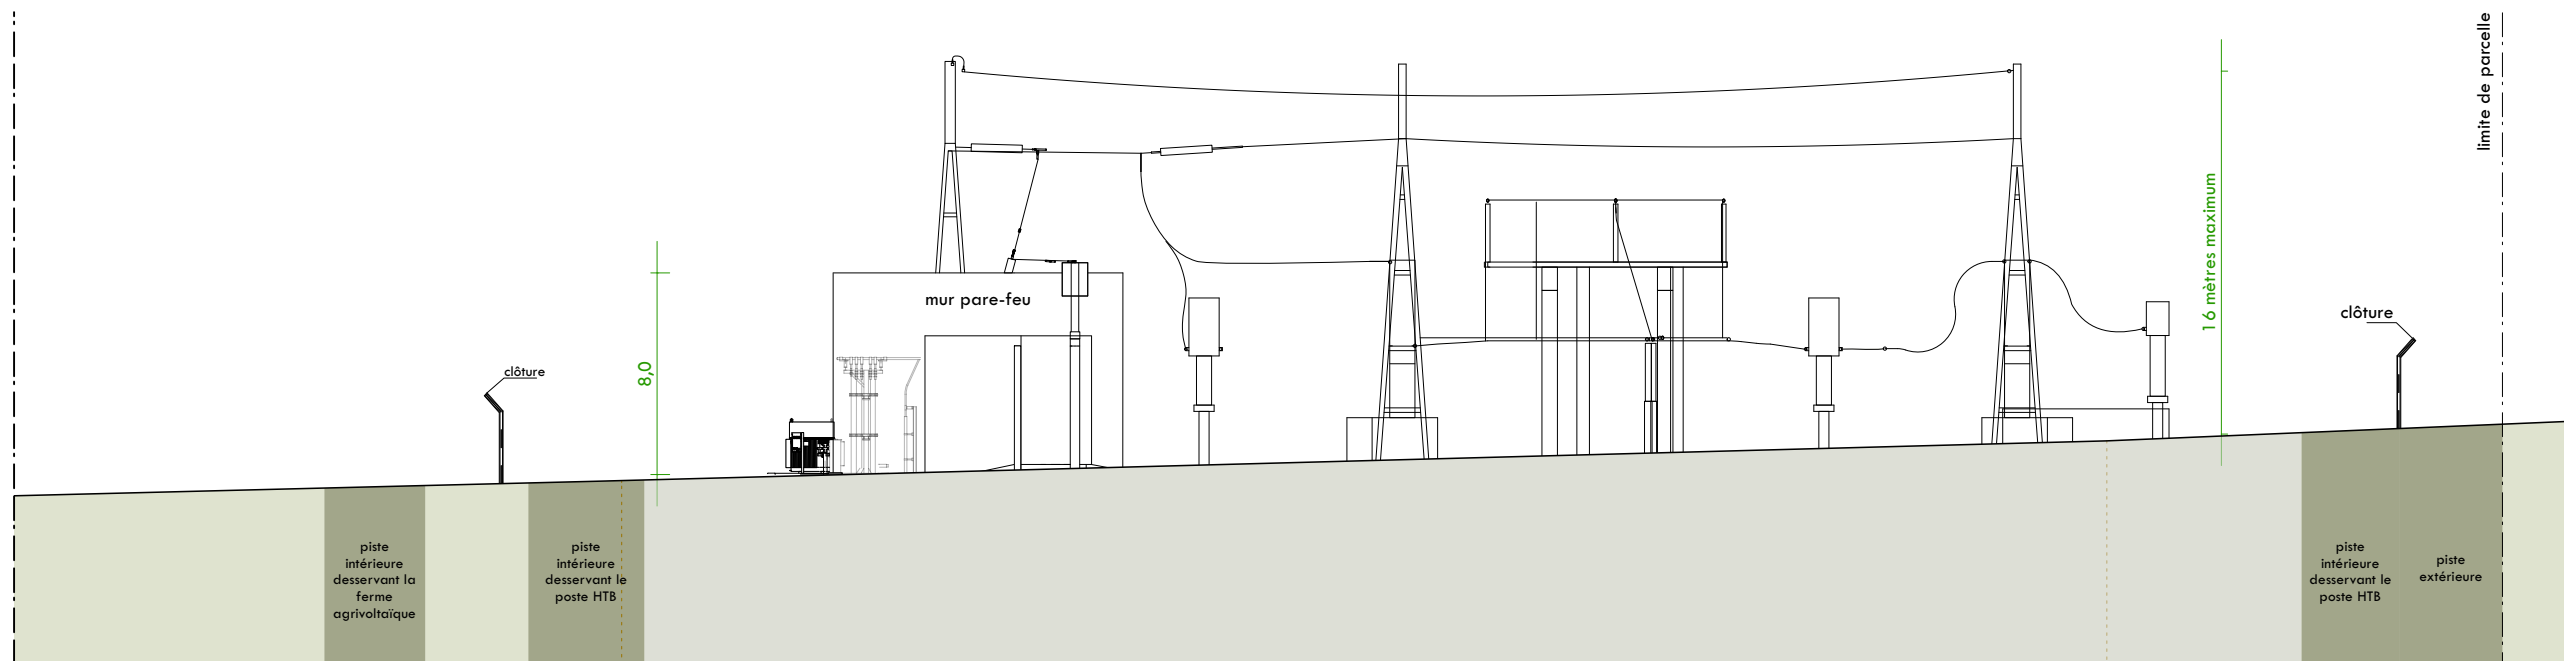 limite de parcelle
16 mètres maximum
mur pare-feu
clôture
clôture
8,0
piste
intérieure
desservant la
ferme
agrivoltaïque
piste
intérieure
desservant le
poste HTB
piste
intérieure
desservant le
poste HTB
piste
extérieure